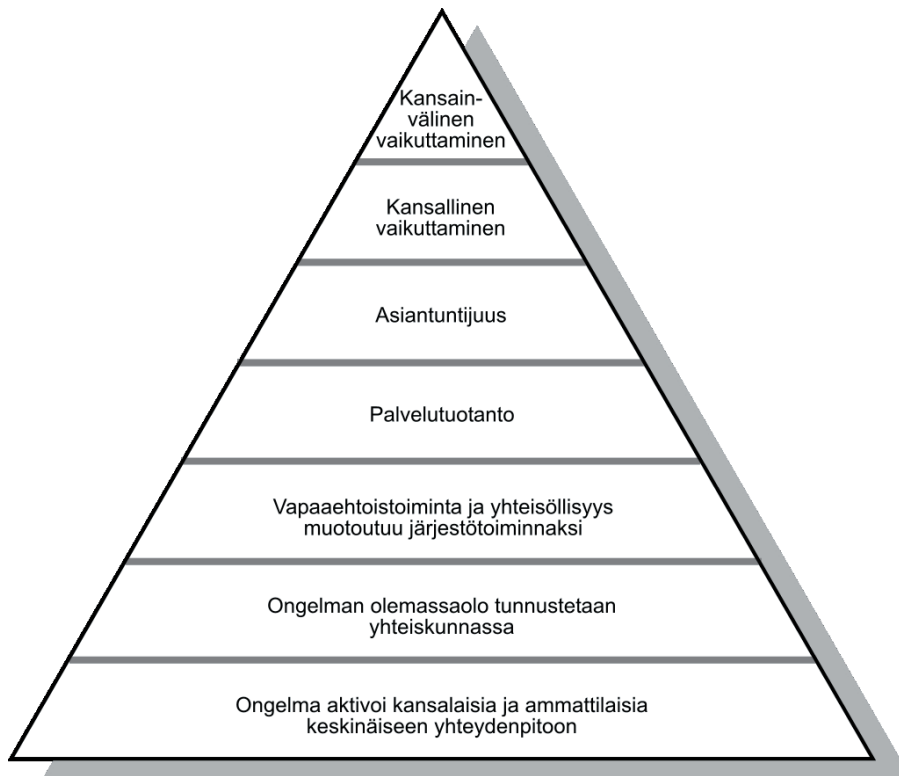 Kansain-
välinen
vaikuttaminen
Kansallinen
vaikuttaminen
Asiantuntijuus
Palvelutuotanto
Vapaaehtoistoiminta ja yhteisöllisyys
muotoutuu järjestötoiminnaksi
Ongelman olemassaolo tunnustetaan
yhteiskunnassa
Ongelma aktivoi kansalaisia ja ammattilaisia
keskinäiseen yhteydenpitoon